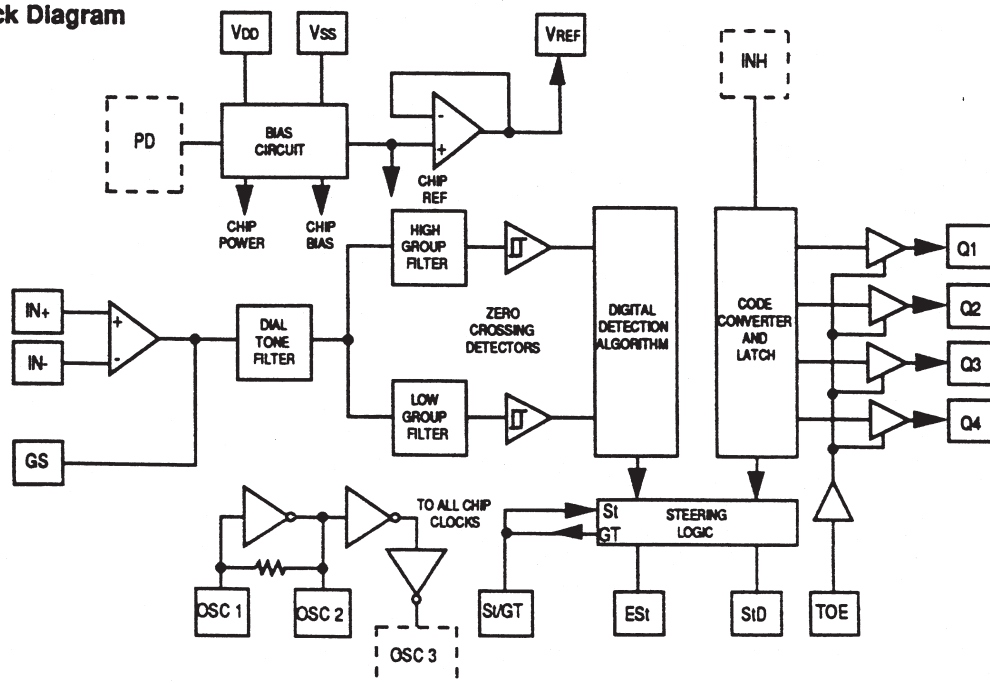 ck Diagram
VDD
VSS
VREF
INH
PD
BIAS
CIRCUIT
-
+
CHIP
REF
CHIP
POWER
CHIP
BIAS
HIGH
GROUP
FILTER
IN+
IN-
+
-
DIAL
TONE
FILTER
ZERO
CROSSING
DETECTORS
DIGITAL
DETECTION
ALGORITHM
CODE
CONVERTER
AND
LATCH
Q1
Q2
Q3
Q4
LOW
GROUP
FILTER
GS
TO ALL CHIP
CLOCKS
St
GT
STEERING
LOGIC
OSC 1
OSC 2
OSC 3
St/GT
ESt
StD
TOE